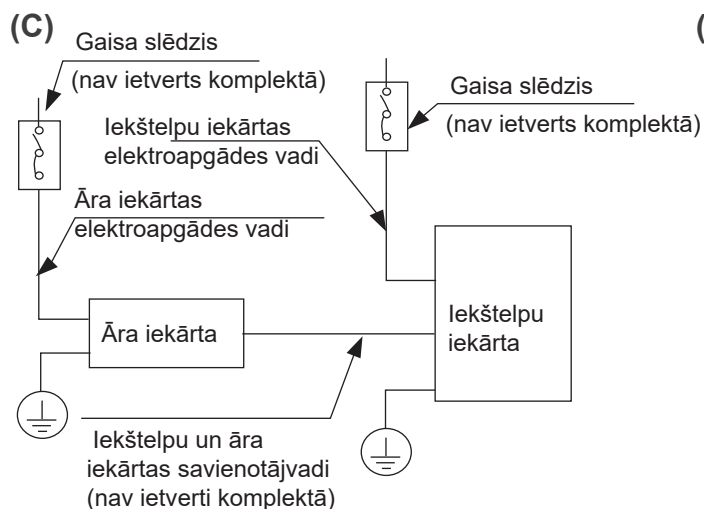 (C)
Gaisa slēdzis
(nav ietverts komplektā)
Iekštelpu iekārtas
elektroapgādes vadi
Gaisa slēdzis
(nav ietverts komplektā)
Āra iekārtas
elektroapgādes vadi
Āra iekārta
Iekštelpu
iekārta
Iekštelpu un āra
iekārtas savienotājvadi
(nav ietverti komplektā)
(